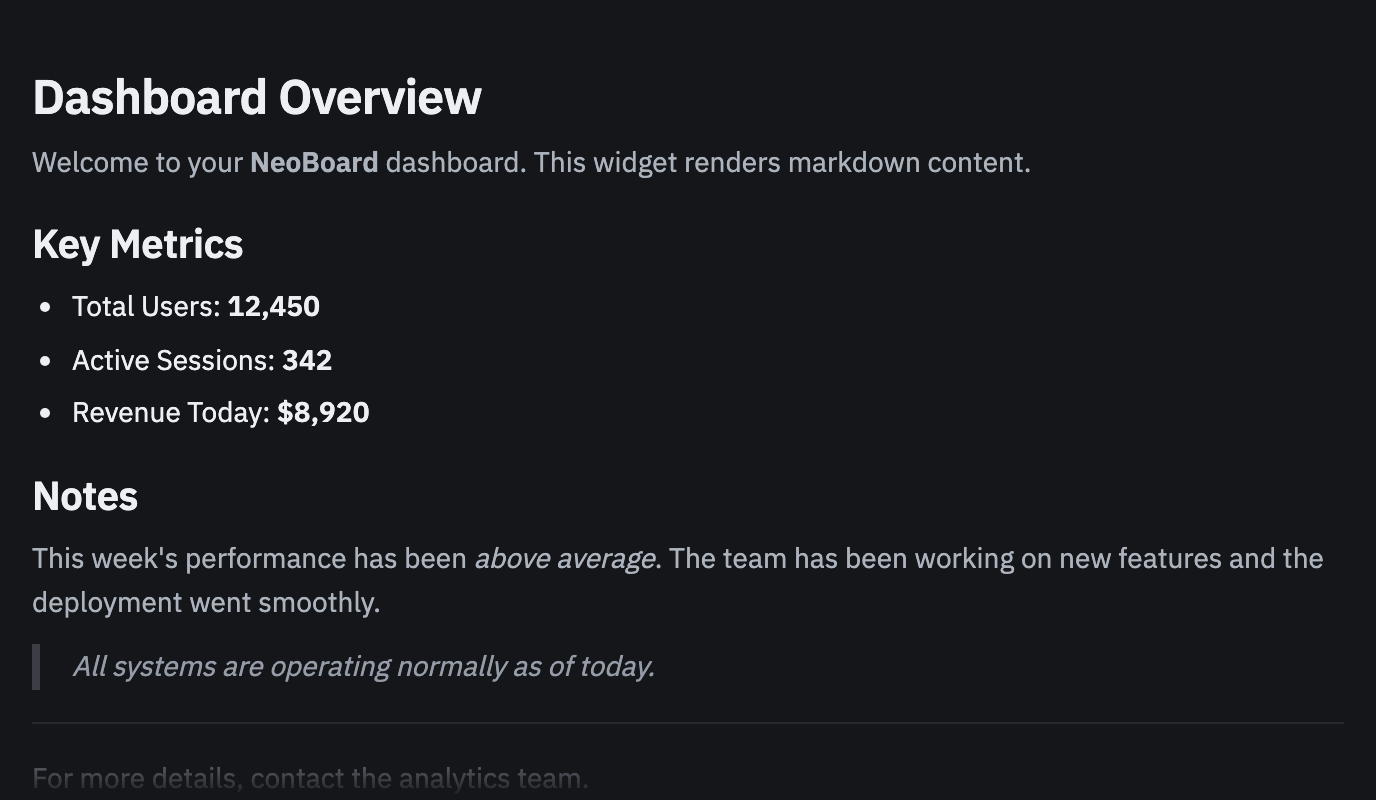 Dashboard Overview
Welcome to your NeoBoard dashboard. This widget renders markdown content.
Key Metrics
• Total Users: 12,450
• Active Sessions: 342
• Revenue Today: $8,920
Notes
This week's performance has been above average. The team has been working on new features and the
deployment went smoothly.
All systems are operating normally as of today.
For more details, contact the analytics team.